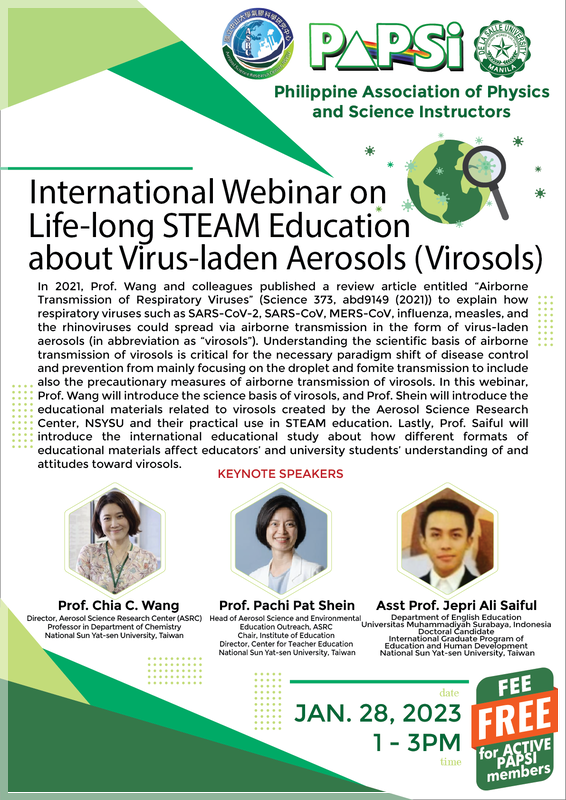 PAPSi
DE LA SALLE UNIVERSITY
MANILA
Philippine Association of Physics
and Science Instructors
International Webinar on
Life-long STEAM Education
about Virus-laden Aerosols (Virosols)
In 2021, Prof. Wang and colleagues published a review article entitled “Airborne
Transmission of Respiratory Viruses” (Science 373, abd9149 (2021)) to explain how
respiratory viruses such as SARS-CoV-2, SARS-CoV, MERS-CoV, influenza, measles, and
the rhinoviruses could spread via airborne transmission in the form of virus-laden
aerosols (in abbreviation as “virosols”). Understanding the scientific basis of airborne
transmission of virosols is critical for the necessary paradigm shift of disease control
and prevention from mainly focusing on the droplet and fomite transmission to include
also the precautionary measures of airborne transmission of virosols. In this webinar,
Prof. Wang will introduce the science basis of virosols, and Prof. Shein will introduce the
educational materials related to virosols created by the Aerosol Science Research
Center, NSYSU and their practical use in STEAM education. Lastly, Prof. Saiful will
introduce the international educational study about how different formats of
educational materials affect educators’ and university students’ understanding of and
attitudes toward virosols.
KEYNOTE SPEAKERS
Prof. Chia C. Wang
Director, Aerosol Science Research Center (ASRC)
Professor in Department of Chemistry
National Sun Yat-sen University, Taiwan
Prof. Pachi Pat Shein
Head of Aerosol Science and Environmental
Education Outreach, ASRC
Chair, Institute of Education
Director, Center for Teacher Education
National Sun Yat-sen University, Taiwan
Asst Prof. Jepri Ali Saiful
Department of English Education
Universitas Muhammadiyah Surabaya, Indonesia
Doctoral Candidate
International Graduate Program of
Education and Human Development
National Sun Yat-sen University, Taiwan
date
JAN. 28, 2023
1 - 3PM
time
FEE
FREE
for ACTIVE
PAPSI
members